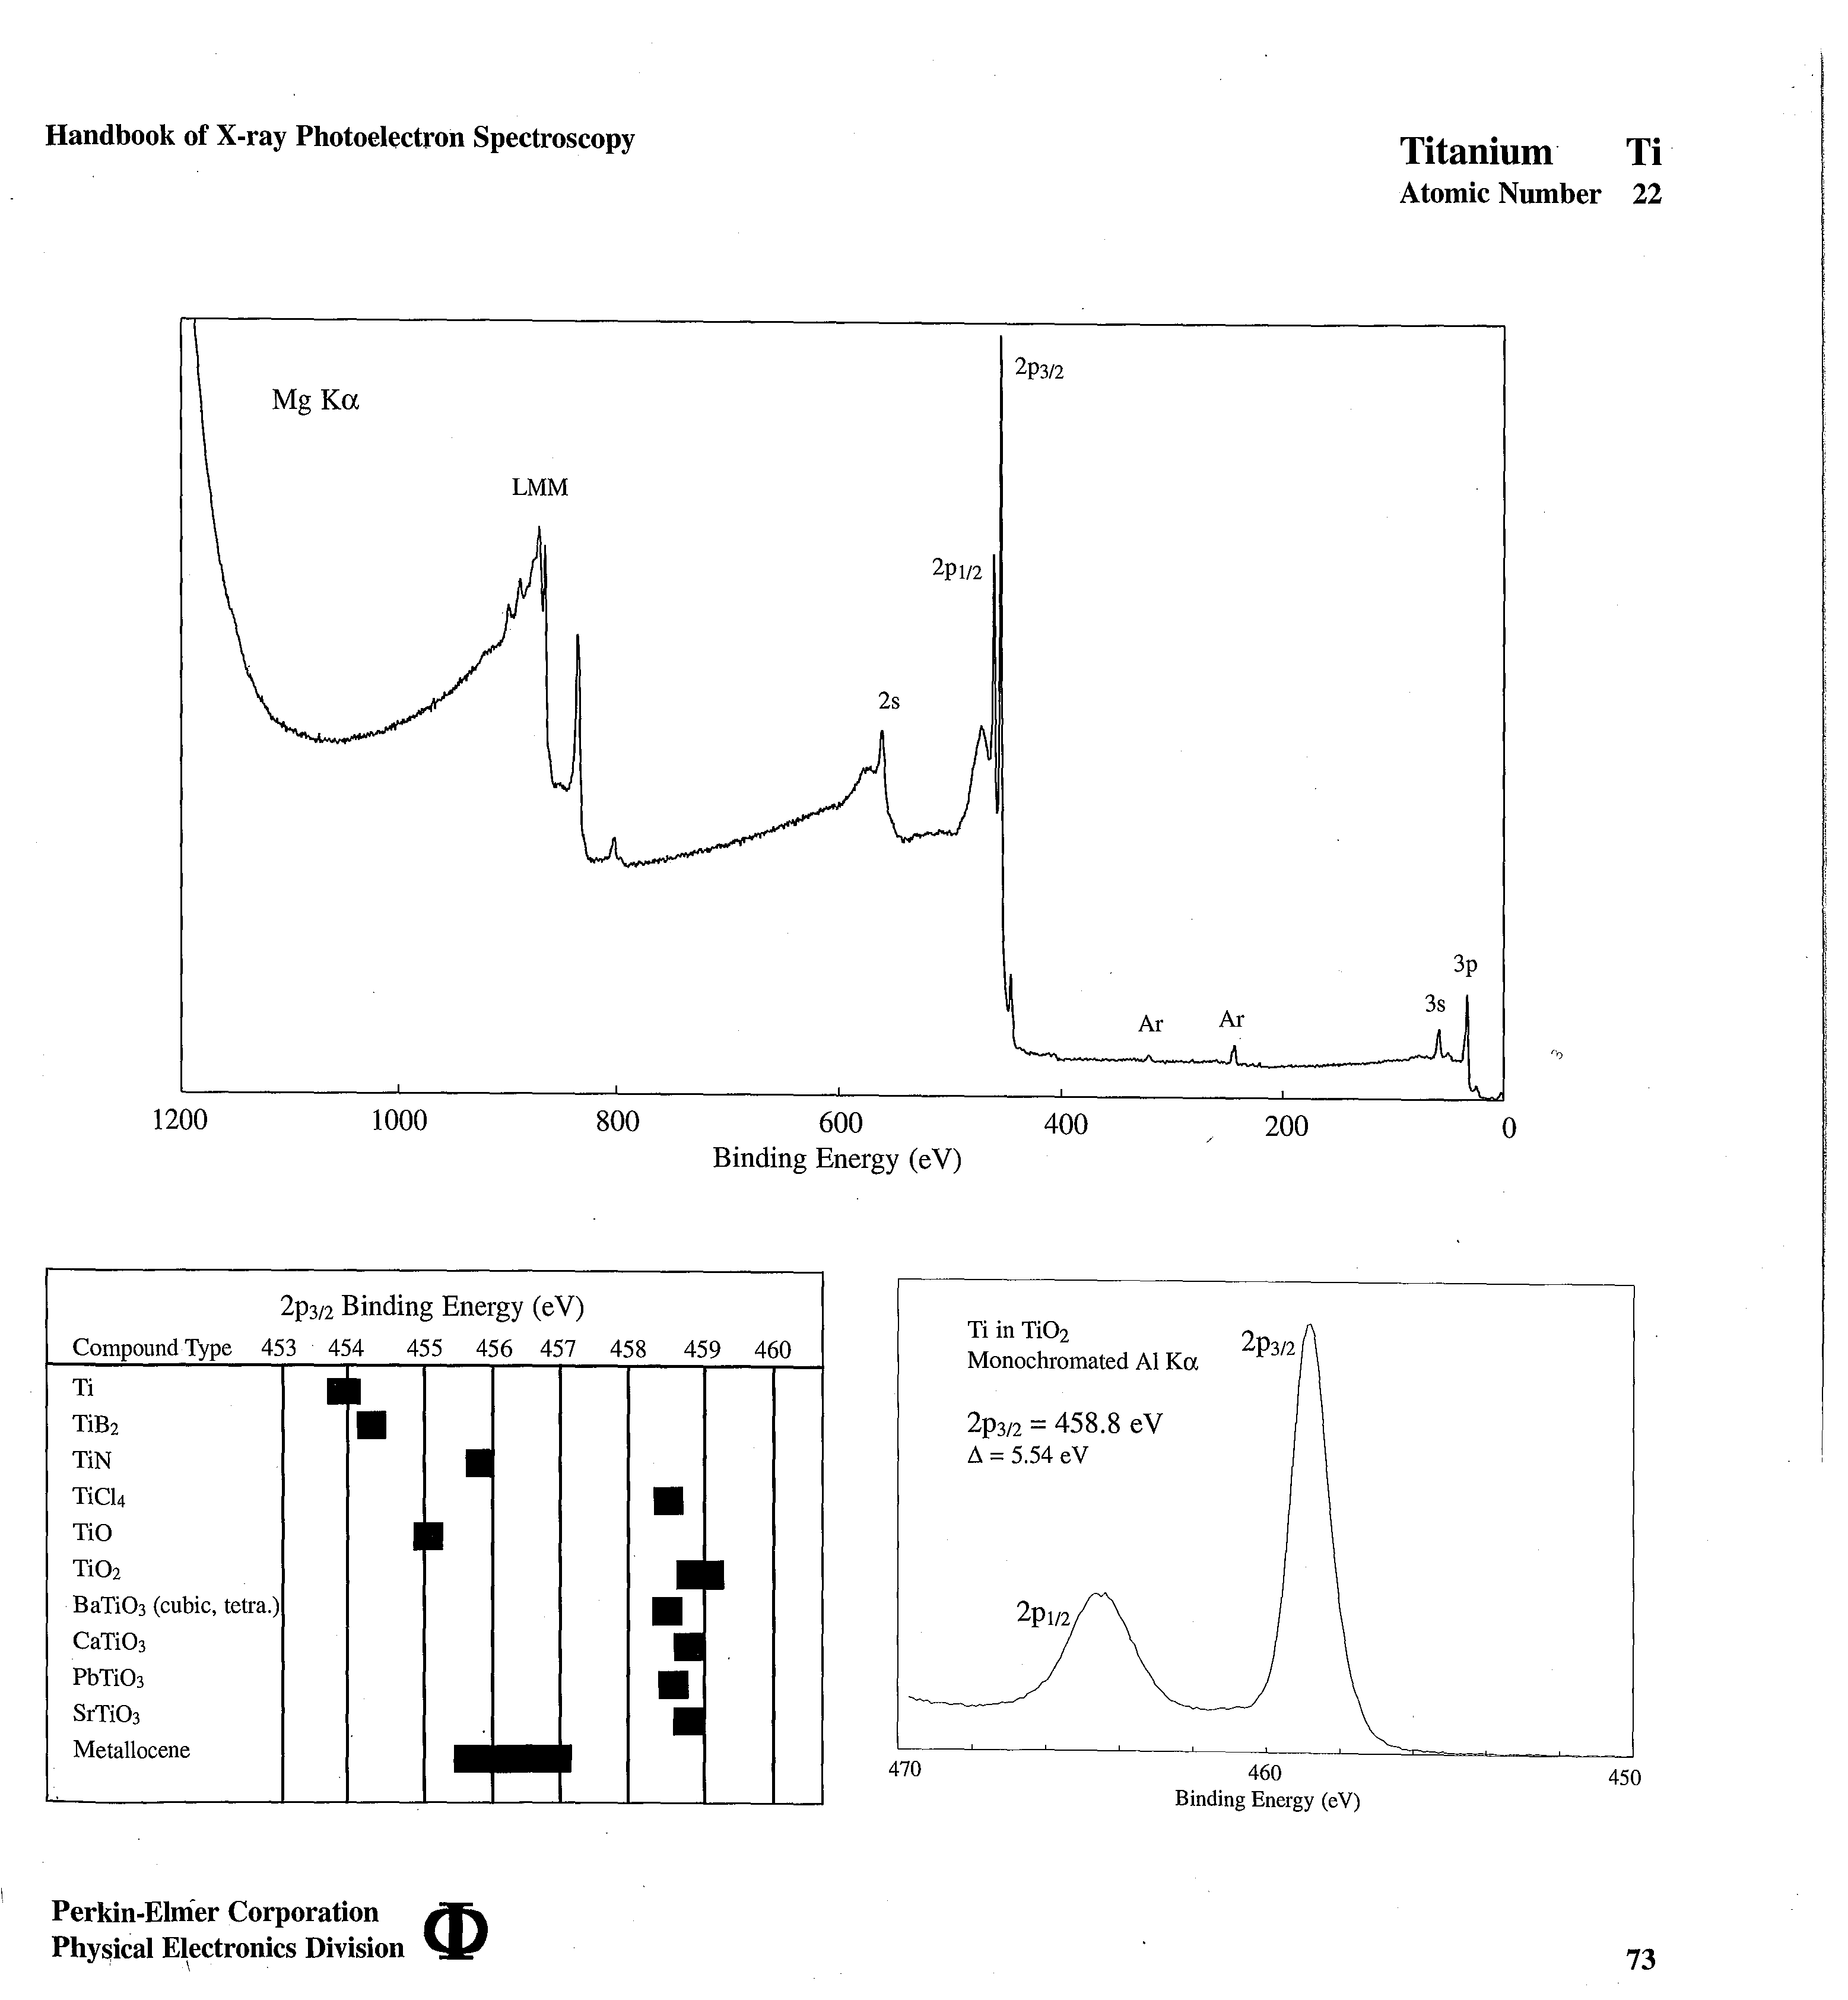 Handbook of X-ray Photoelectron Spectroscopy
Titanium Ti
Atomic Number 22
Mg Kα
LMM
2p3/2
2p1/2
2s
Ar
Ar
3s
3p
1200 1000 800 600 400 200 0
Binding Energy (eV)
2p3/2 Binding Energy (eV)
Compound Type 453 454 455 456 457 458 459 460
Ti
TiB2
TiN
TiCl4
TiO
TiO2
BaTiO3 (cubic, tetra.)
CaTiO3
PbTiO3
SrTiO3
Metallocene
Ti in TiO2
Monochromated Al Kα
2p3/2 = 458.8 eV
Δ = 5.54 eV
2p3/2
2p1/2
470 460 450
Binding Energy (eV)
Perkin-Elmer Corporation
Physical Electronics Division
73